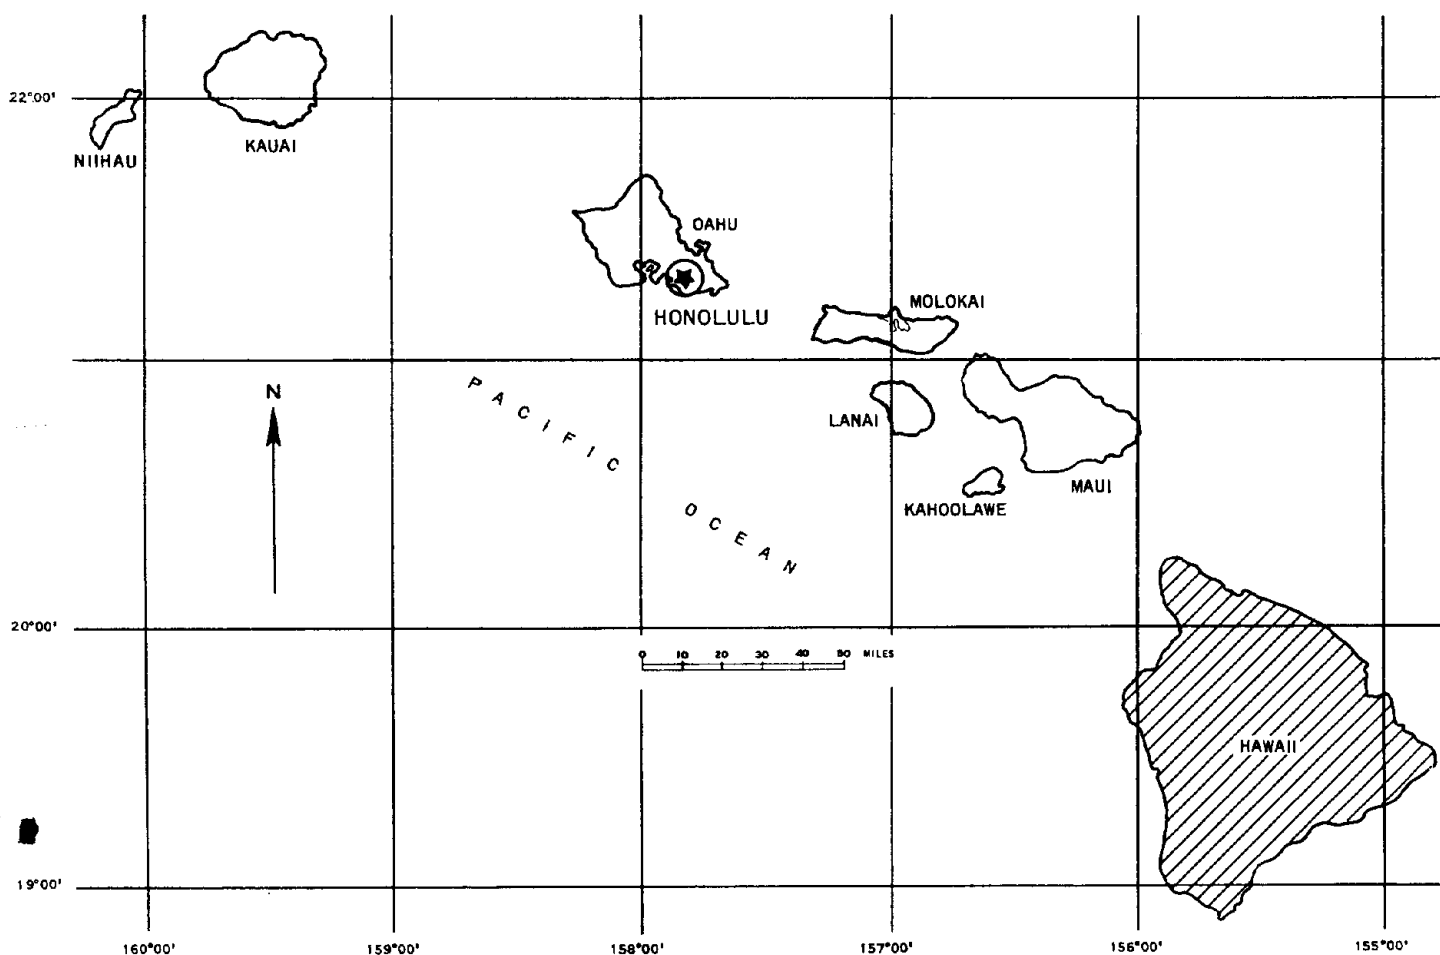 22°00'
NIIHAU
KAUAI
OAHU
HONOLULU
MOLOKAI
N
PACIFIC
LANAI
MAUI
KAHOOLAWE
OCEAN
20°00'
0 10 20 30 40 50 MILES
HAWAII
19°00'
160°00' 159°00' 158°00' 157°00' 156°00' 155°00'